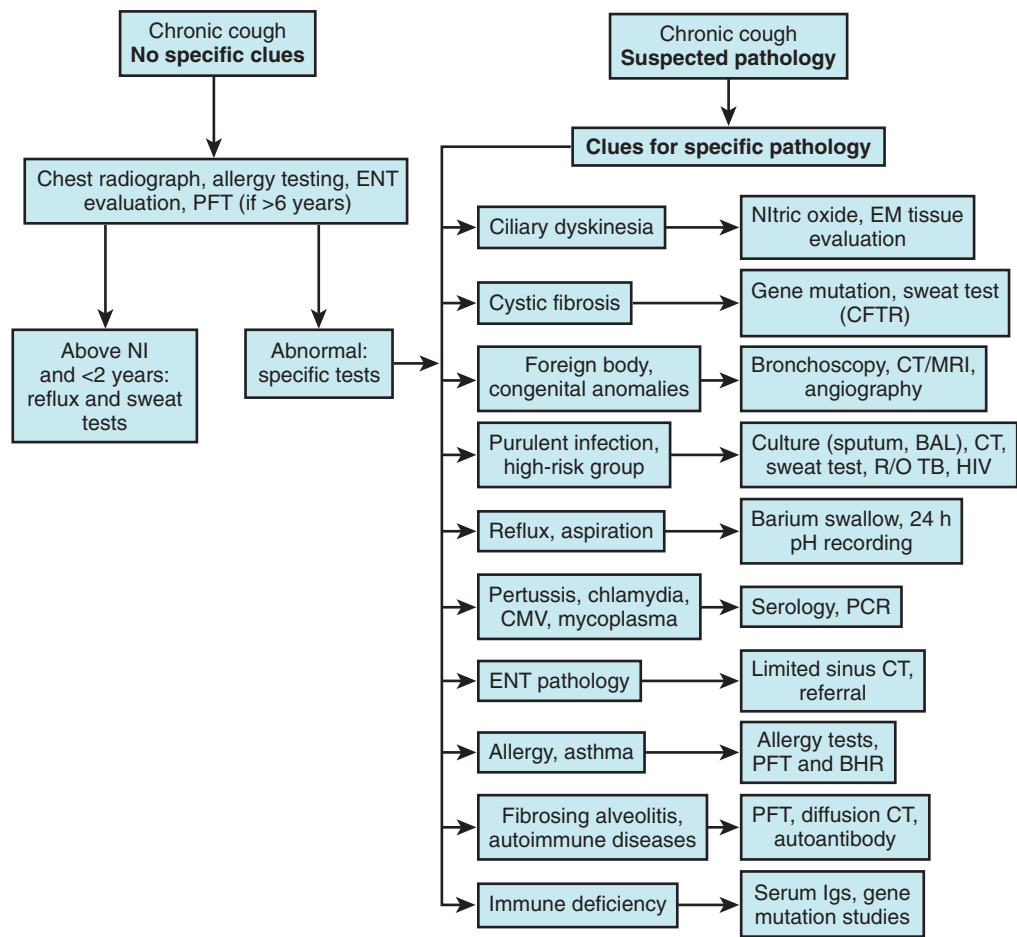 Chronic cough
No specific clues
Chest radiograph, allergy testing, ENT
evaluation, PFT (if >6 years)
Above NI
and <2 years:
reflux and sweat
tests
Abnormal:
specific tests
Chronic cough
Suspected pathology
Clues for specific pathology
Ciliary dyskinesia
NItric oxide, EM tissue
evaluation
Cystic fibrosis
Gene mutation, sweat test
(CFTR)
Foreign body,
congenital anomalies
Bronchoscopy, CT/MRI,
angiography
Purulent infection,
high-risk group
Culture (sputum, BAL), CT,
sweat test, R/O TB, HIV
Reflux, aspiration
Barium swallow, 24 h
pH recording
Pertussis, chlamydia,
CMV, mycoplasma
Serology, PCR
ENT pathology
Limited sinus CT,
referral
Allergy, asthma
Allergy tests,
PFT and BHR
Fibrosing alveolitis,
autoimmune diseases
PFT, diffusion CT,
autoantibody
Immune deficiency
Serum Igs, gene
mutation studies